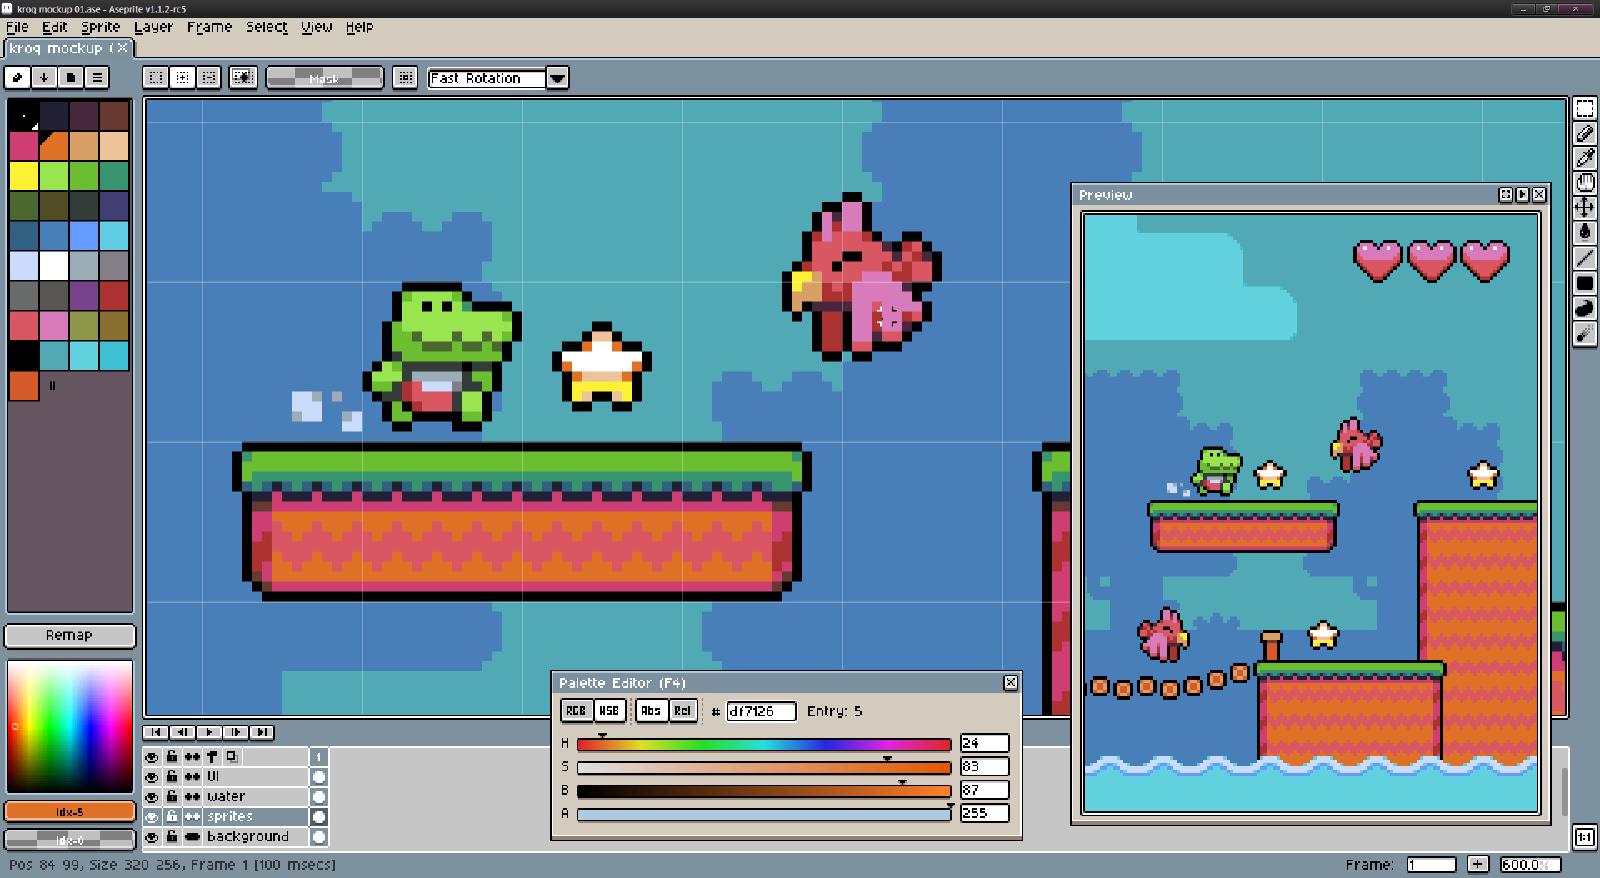 kroq mockup 01.ase - Aseprite v1.1.2-rc5
File Edit Sprite Layer Frame Select View Help
kroq mockup (
Mask
Fast Rotation
Preview
Remap
Palette Editor (F4)
RGB HSB Abs Rel # df7126 Entry: 5
H 24
S 83
B 87
A 255
1
UI
water
sprites
background
Idx-5
Idx-0
Pos 84 99, Size 320 256, Frame 1 [100 msecs]
Frame: 1 + 600.0
1:1